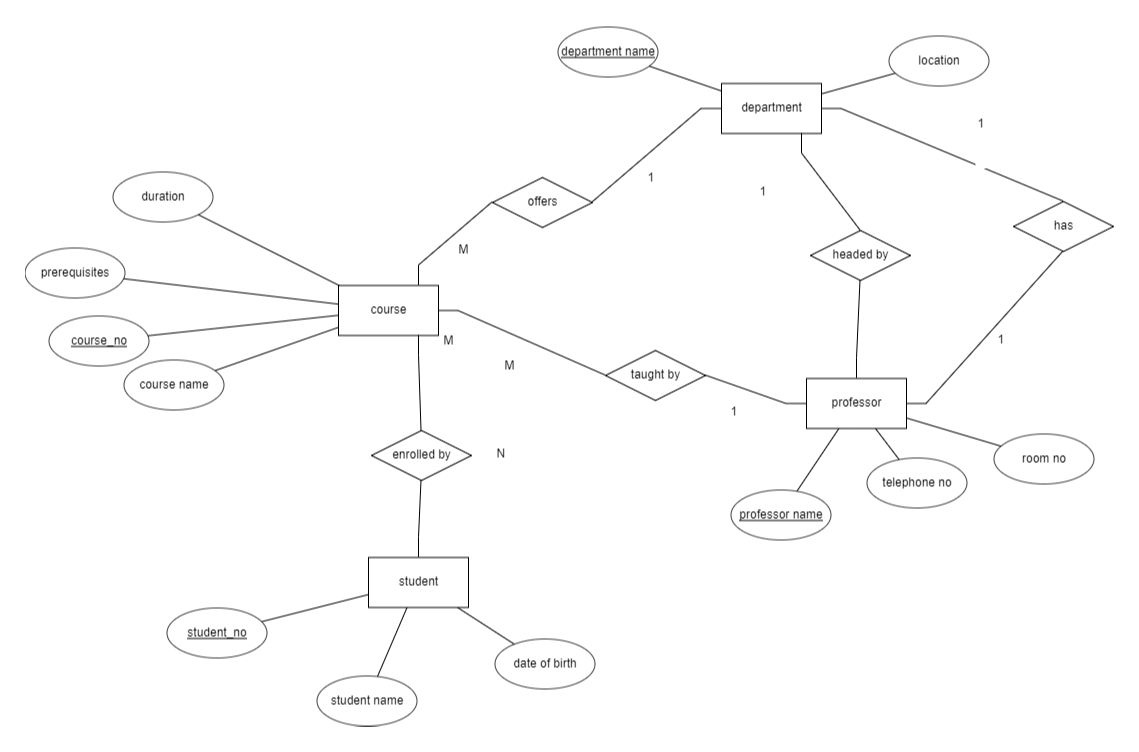 department name
location
department
1
1
1
duration
offers
has
M
headed by
prerequisites
course
course_no
M
1
M
course name
taught by
1
professor
enrolled by
N
room no
telephone no
professor name
student
student_no
date of birth
student name